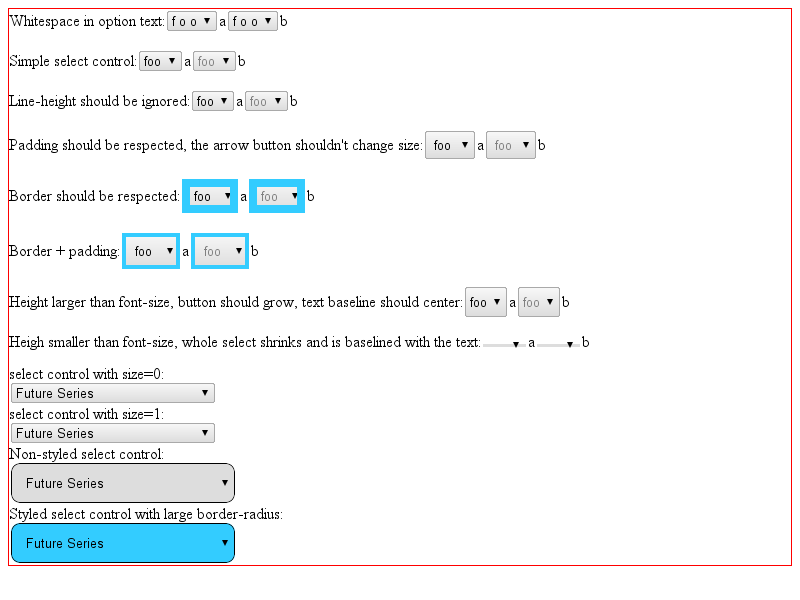 Whitespace in option text: f o o ▼ a f o o ▼ b
Simple select control: foo ▼ a foo ▼ b
Line-height should be ignored: foo ▼ a foo ▼ b
Padding should be respected, the arrow button shouldn't change size: foo ▼ a foo ▼ b
Border should be respected: foo ▼ a foo ▼ b
Border + padding: foo ▼ a foo ▼ b
Height larger than font-size, button should grow, text baseline should center: foo ▼ a foo ▼ b
Heigh smaller than font-size, whole select shrinks and is baselined with the text: ▼ a ▼ b
select control with size=0:
Future Series ▼
select control with size=1:
Future Series ▼
Non-styled select control:
Future Series ▼
Styled select control with large border-radius:
Future Series ▼